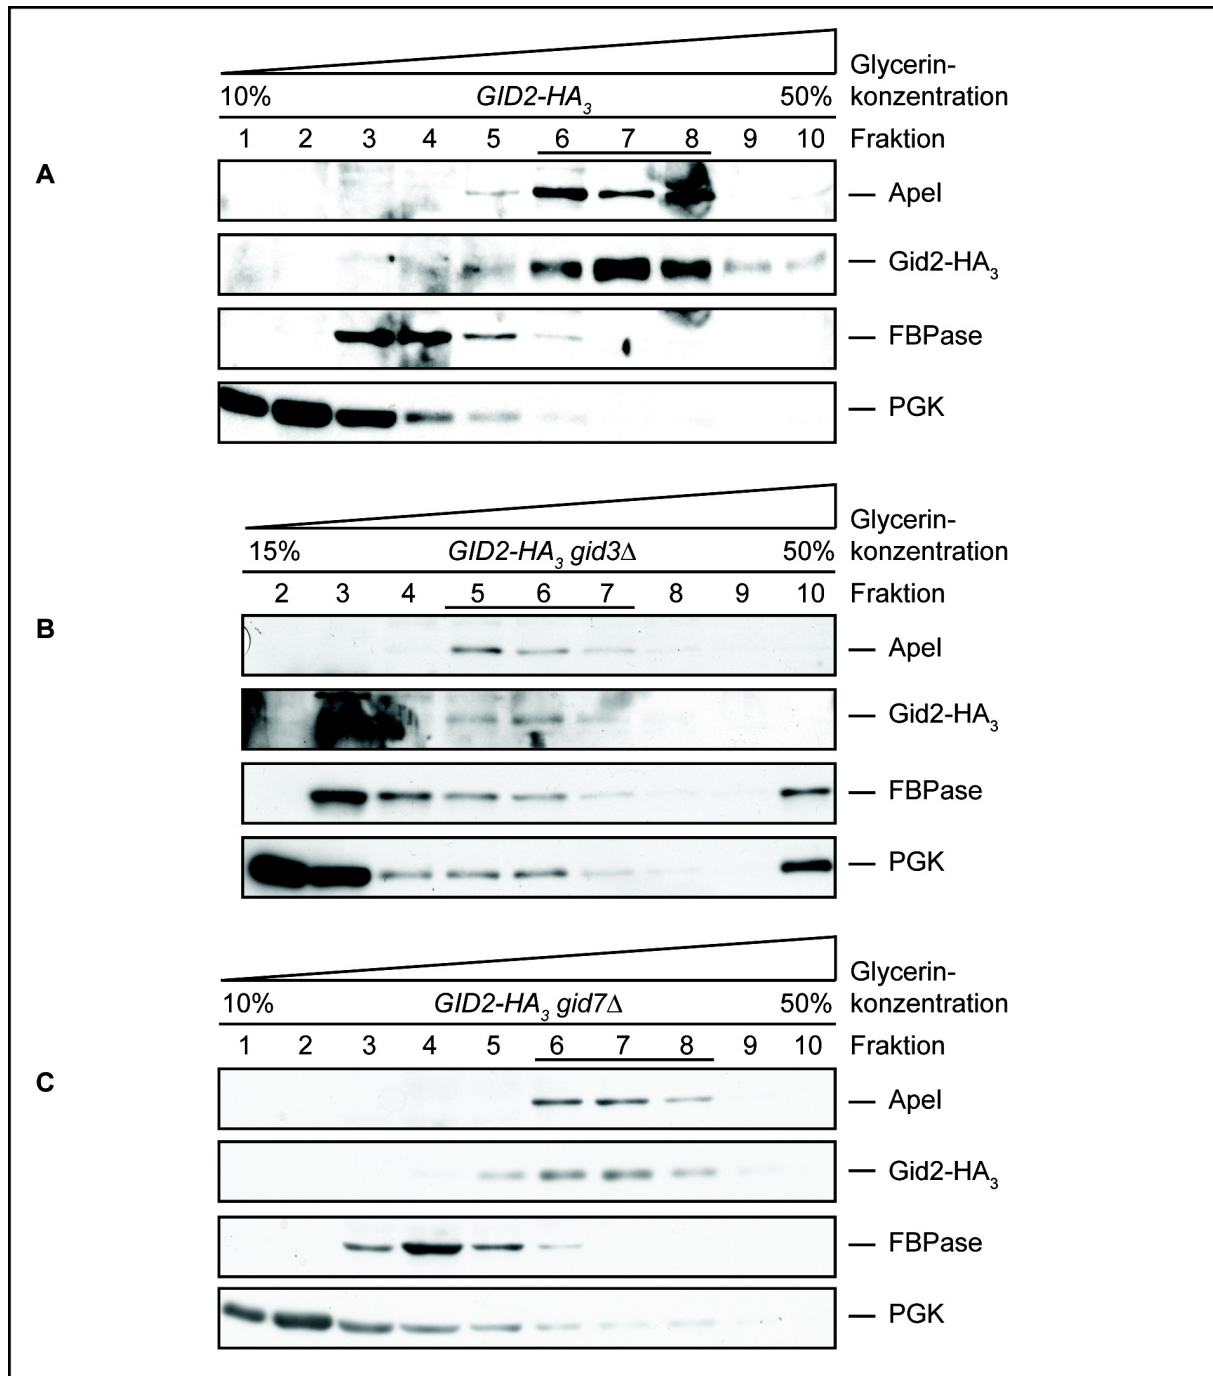 Glycerin-
10% GID2-HA3 50% konzentration
1 2 3 4 5 6 7 8 9 10 Fraktion
A
— ApeI
— Gid2-HA3
— FBPase
— PGK
Glycerin-
15% GID2-HA3 gid3Δ 50% konzentration
2 3 4 5 6 7 8 9 10 Fraktion
B
— ApeI
— Gid2-HA3
— FBPase
— PGK
Glycerin-
10% GID2-HA3 gid7Δ 50% konzentration
1 2 3 4 5 6 7 8 9 10 Fraktion
C
— ApeI
— Gid2-HA3
— FBPase
— PGK